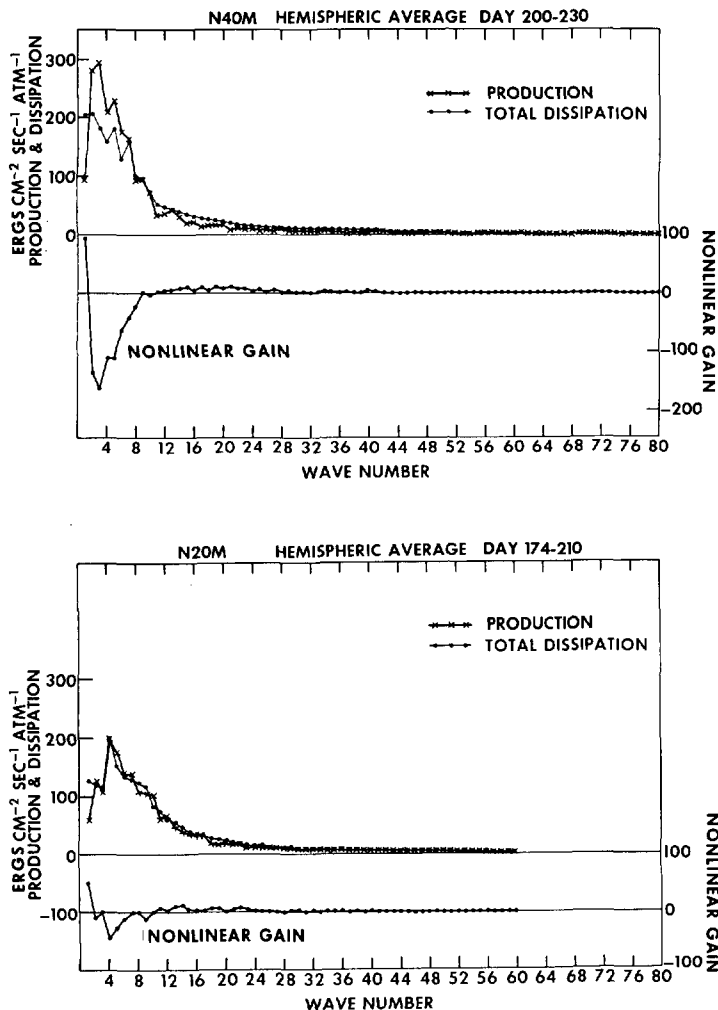 N40M HEMISPHERIC AVERAGE DAY 200-230
300
200
100
0
ERGS CM−2 SEC−1 ATM−1
PRODUCTION & DISSIPATION
PRODUCTION
TOTAL DISSIPATION
100
0
−100
−200
NONLINEAR GAIN
NONLINEAR GAIN
4 8 12 16 20 24 28 32 36 40 44 48 52 56 60 64 68 72 76 80
WAVE NUMBER
N20M HEMISPHERIC AVERAGE DAY 174-210
300
200
100
0
−100
ERGS CM−2 SEC−1 ATM−1
PRODUCTION & DISSIPATION
PRODUCTION
TOTAL DISSIPATION
100
0
−100
NONLINEAR GAIN
NONLINEAR GAIN
4 8 12 16 20 24 28 32 36 40 44 48 52 56 60 64 68 72 76 80
WAVE NUMBER